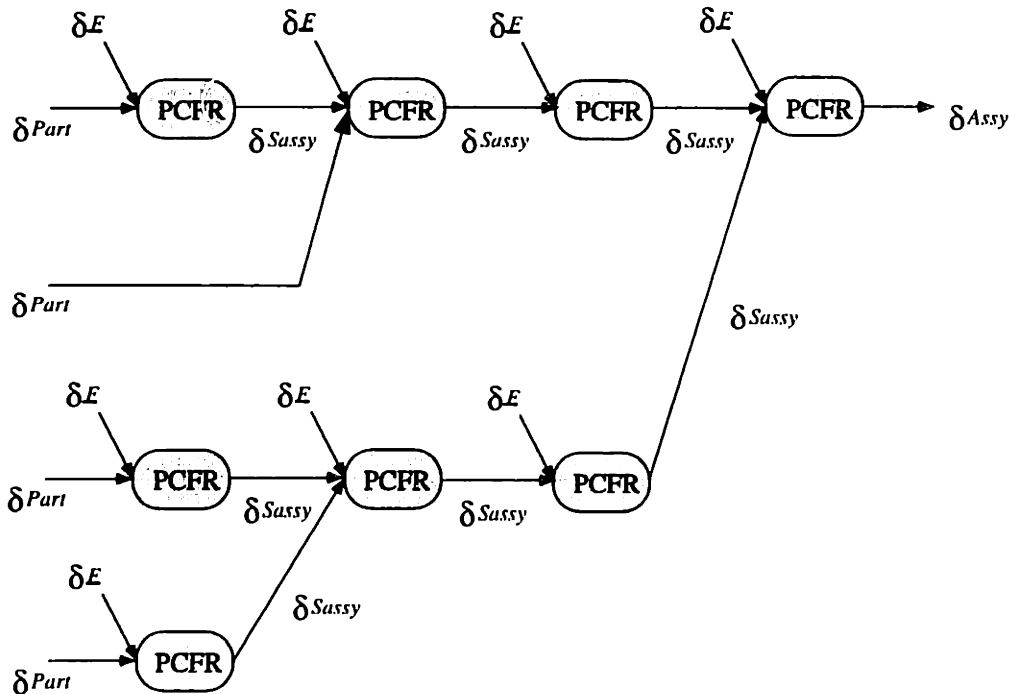 δE δE δE δE
PCFR PCFR PCFR PCFR
δPart δSassy δSassy δSassy δAssy
δPart
δSassy
δE δE δE
PCFR PCFR PCFR
δPart δSassy δSassy
δE
δSassy
PCFR
δPart